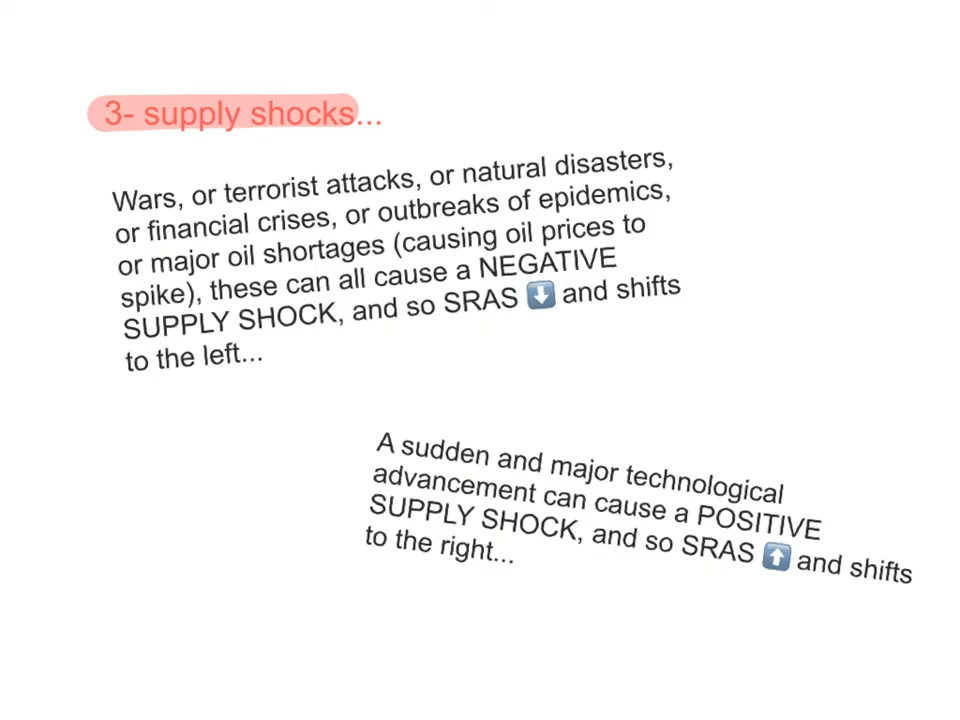 3- supply shocks...
Wars, or terrorist attacks, or natural disasters,
or financial crises, or outbreaks of epidemics,
or major oil shortages (causing oil prices to
spike), these can all cause a NEGATIVE
SUPPLY SHOCK, and so SRAS ⬇️ and shifts
to the left...
A sudden and major technological
advancement can cause a POSITIVE
SUPPLY SHOCK, and so SRAS ⬆️ and shifts
to the right...